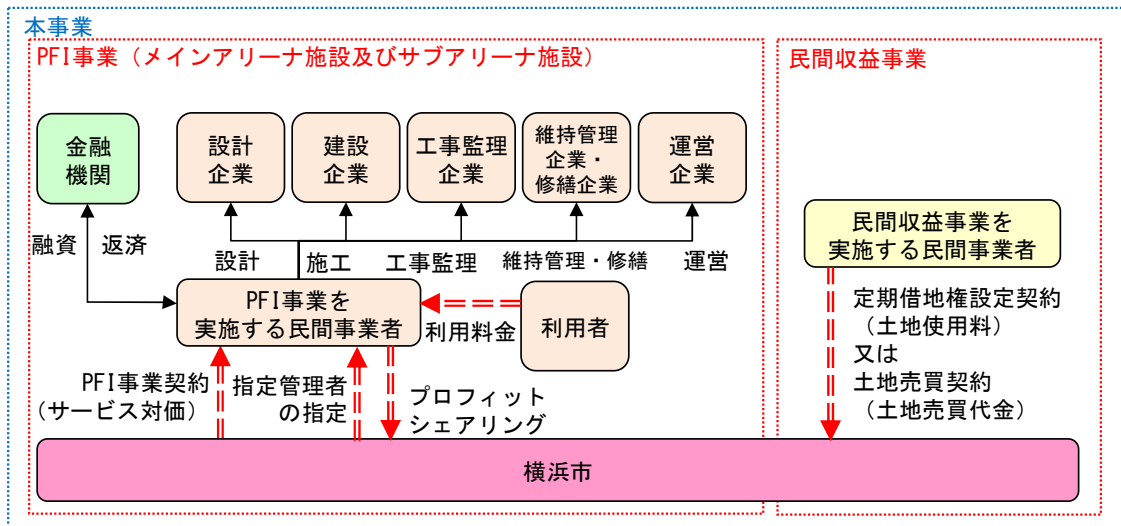 本事業
PFI事業（メインアリーナ施設及びサブアリーナ施設）
民間収益事業
金融
機関
設計
企業
建設
企業
工事監理
企業
維持管理
企業・
修繕企業
運営
企業
民間収益事業を
実施する民間事業者
融資
返済
設計
施工
工事監理
維持管理・修繕
運営
PFI事業を
実施する民間事業者
利用料金
利用者
定期借地権設定契約
（土地使用料）
又は
土地売買契約
（土地売買代金）
PFI事業契約
（サービス対価）
指定管理者
の指定
プロフィット
シェアリング
横浜市